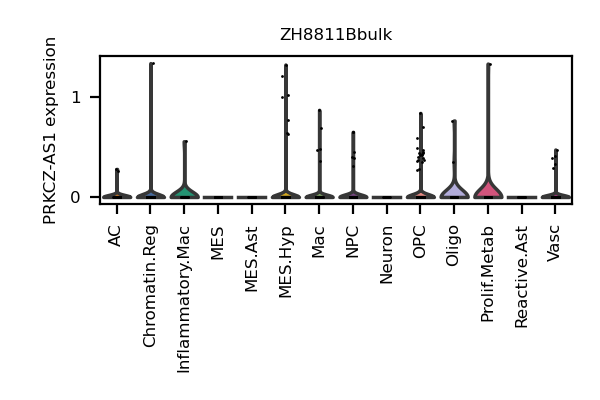 ZH8811Bbulk
PRKCZ-AS1 expression
1
0
AC
Chromatin.Reg
Inflammatory.Mac
MES
MES.Ast
MES.Hyp
Mac
NPC
Neuron
OPC
Oligo
Prolif.Metab
Reactive.Ast
Vasc